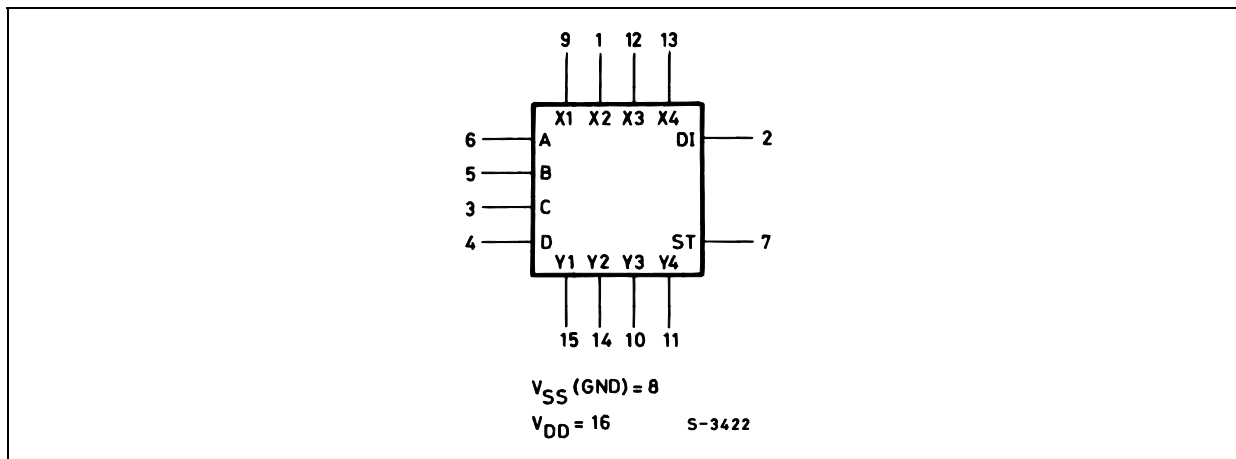 9 1 12 13
X1 X2 X3 X4
6 A DI 2
5 B
3 C
4 D ST 7
Y1 Y2 Y3 Y4
15 14 10 11
VSS (GND) = 8
VDD = 16 S-3422